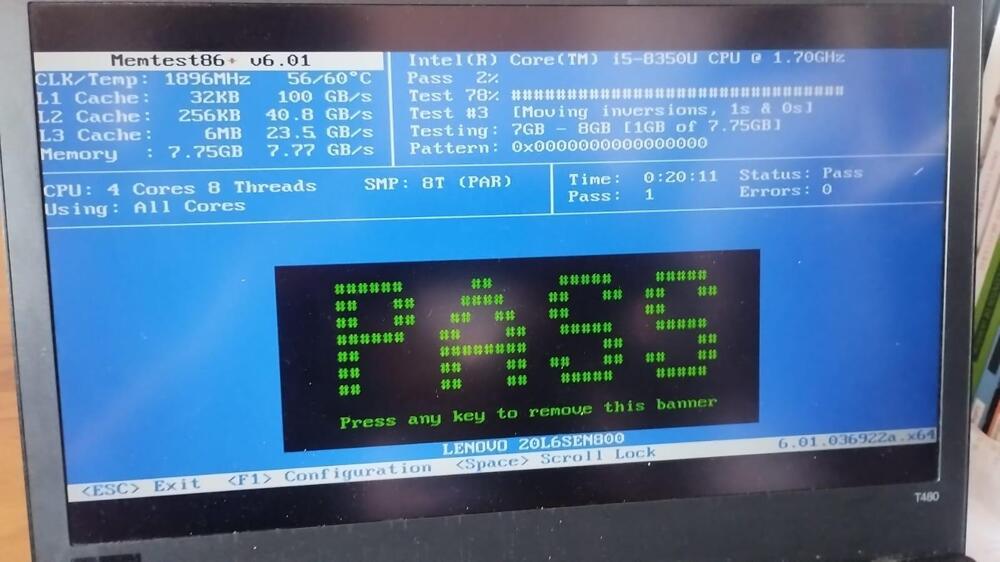 Memtest86+ v6.01
Intel(R) Core(TM) i5-8350U CPU @ 1.70GHz
CLK/Temp: 1896MHz 56/60°C
Pass 2%
L1 Cache: 32KB 100 GB/s
Test 78% ##############################
L2 Cache: 256KB 40.8 GB/s
Test #3 [Moving inversions, 1s & 0s]
L3 Cache: 6MB 23.5 GB/s
Testing: 7GB - 8GB [1GB of 7.75GB]
Memory : 7.75GB 7.77 GB/s
Pattern: 0x0000000000000000
CPU: 4 Cores 8 Threads SMP: 8T (PAR)
Time: 0:20:11 Status: Pass /
Using: All Cores
Pass: 1 Errors: 0
PASS
Press any key to remove this banner
LENOVO 20L6SEN800
<ESC> Exit <F1> Configuration <Space> Scroll Lock 6.01.036922a.x64
T480